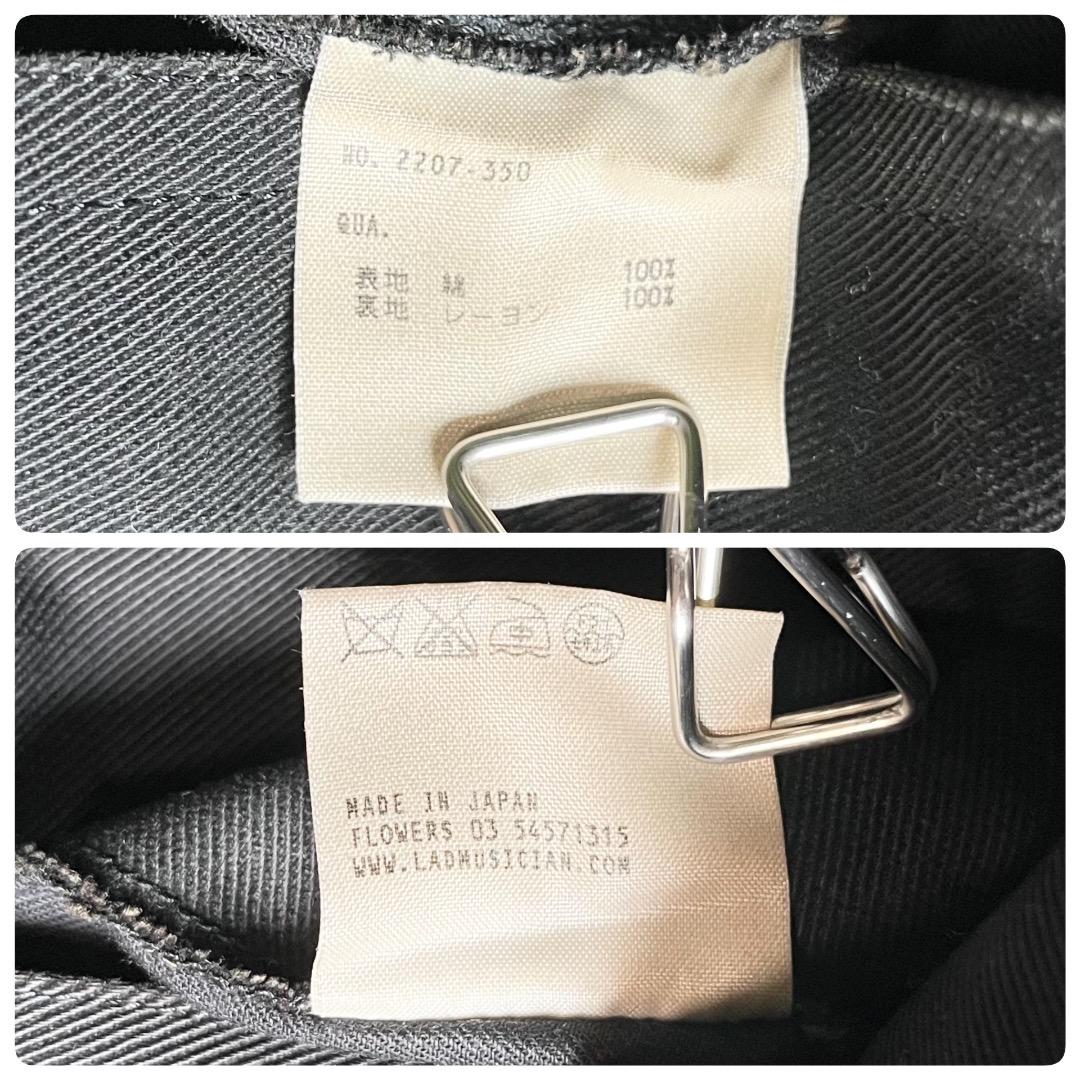 NO. 2207-350
QUA.
表地 綿 100%
裏地 レーヨン 100%
MADE IN JAPAN
FLOWERS 03 54571315
WWW.LADMUSICIAN.COM